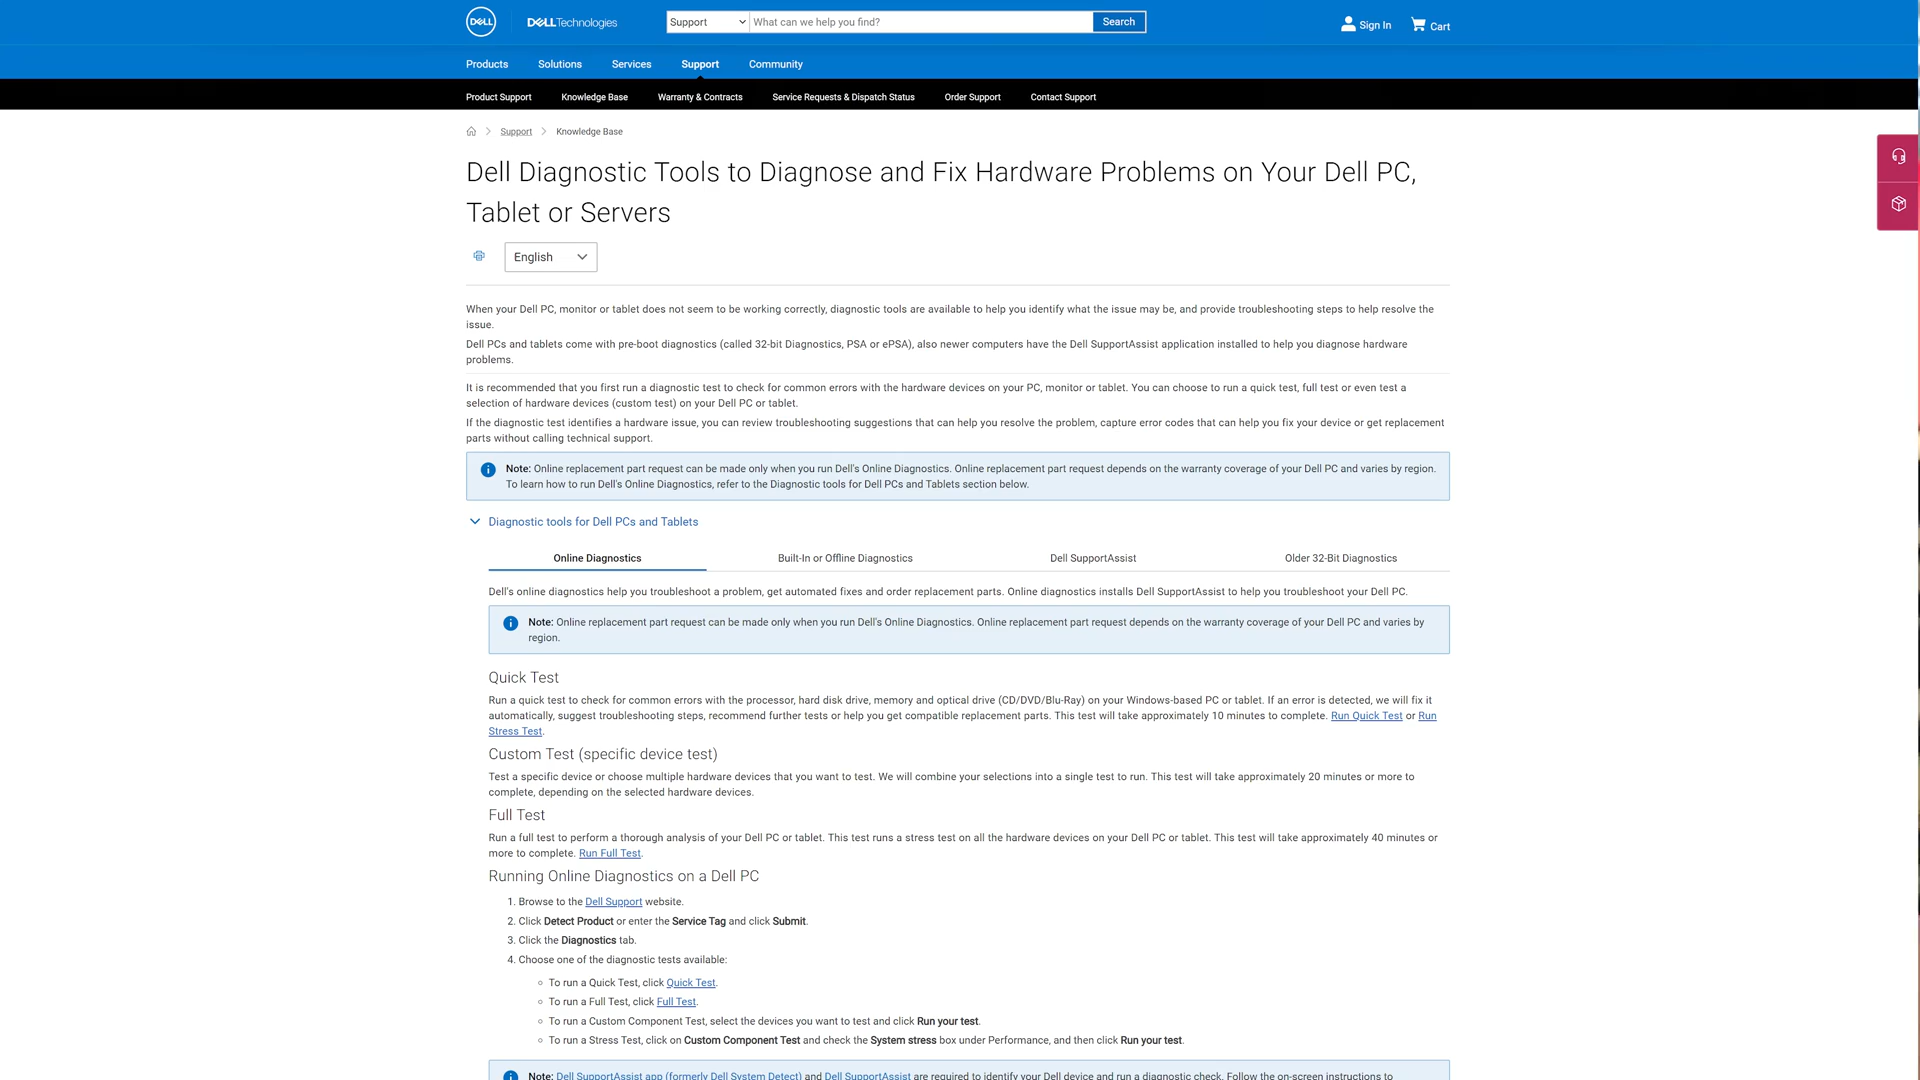 DELL
DELLTechnologies
Support
What can we help you find?
Search
Sign In
Cart
Products
Solutions
Services
Support
Community
Product Support
Knowledge Base
Warranty & Contracts
Service Requests & Dispatch Status
Order Support
Contact Support
Support
Knowledge Base
Dell Diagnostic Tools to Diagnose and Fix Hardware Problems on Your Dell PC,
Tablet or Servers
English
When your Dell PC, monitor or tablet does not seem to be working correctly, diagnostic tools are available to help you identify what the issue may be, and provide troubleshooting steps to help resolve the
issue.
Dell PCs and tablets come with pre-boot diagnostics (called 32-bit Diagnostics, PSA or ePSA), also newer computers have the Dell SupportAssist application installed to help you diagnose hardware
problems.
It is recommended that you first run a diagnostic test to check for common errors with the hardware devices on your PC, monitor or tablet. You can choose to run a quick test, full test or even test a
selection of hardware devices (custom test) on your Dell PC or tablet.
If the diagnostic test identifies a hardware issue, you can review troubleshooting suggestions that can help you resolve the problem, capture error codes that can help you fix your device or get replacement
parts without calling technical support.
Note: Online replacement part request can be made only when you run Dell's Online Diagnostics. Online replacement part request depends on the warranty coverage of your Dell PC and varies by region.
To learn how to run Dell's Online Diagnostics, refer to the Diagnostic tools for Dell PCs and Tablets section below.
Diagnostic tools for Dell PCs and Tablets
Online Diagnostics
Built-In or Offline Diagnostics
Dell SupportAssist
Older 32-Bit Diagnostics
Dell's online diagnostics help you troubleshoot a problem, get automated fixes and order replacement parts. Online diagnostics installs Dell SupportAssist to help you troubleshoot your Dell PC.
Note: Online replacement part request can be made only when you run Dell's Online Diagnostics. Online replacement part request depends on the warranty coverage of your Dell PC and varies by
region.
Quick Test
Run a quick test to check for common errors with the processor, hard disk drive, memory and optical drive (CD/DVD/Blu-Ray) on your Windows-based PC or tablet. If an error is detected, we will fix it
automatically, suggest troubleshooting steps, recommend further tests or help you get compatible replacement parts. This test will take approximately 10 minutes to complete. Run Quick Test or Run
Stress Test.
Custom Test (specific device test)
Test a specific device or choose multiple hardware devices that you want to test. We will combine your selections into a single test to run. This test will take approximately 20 minutes or more to
complete, depending on the selected hardware devices.
Full Test
Run a full test to perform a thorough analysis of your Dell PC or tablet. This test runs a stress test on all the hardware devices on your Dell PC or tablet. This test will take approximately 40 minutes or
more to complete. Run Full Test.
Running Online Diagnostics on a Dell PC
1. Browse to the Dell Support website.
2. Click Detect Product or enter the Service Tag and click Submit.
3. Click the Diagnostics tab.
4. Choose one of the diagnostic tests available:
To run a Quick Test, click Quick Test.
To run a Full Test, click Full Test.
To run a Custom Component Test, select the devices you want to test and click Run your test.
To run a Stress Test, click on Custom Component Test and check the System stress box under Performance, and then click Run your test.
Note: Dell SupportAssist app (formerly Dell System Detect) and Dell SupportAssist are required to identify your Dell device and run a diagnostic check. Follow the on-screen instructions to